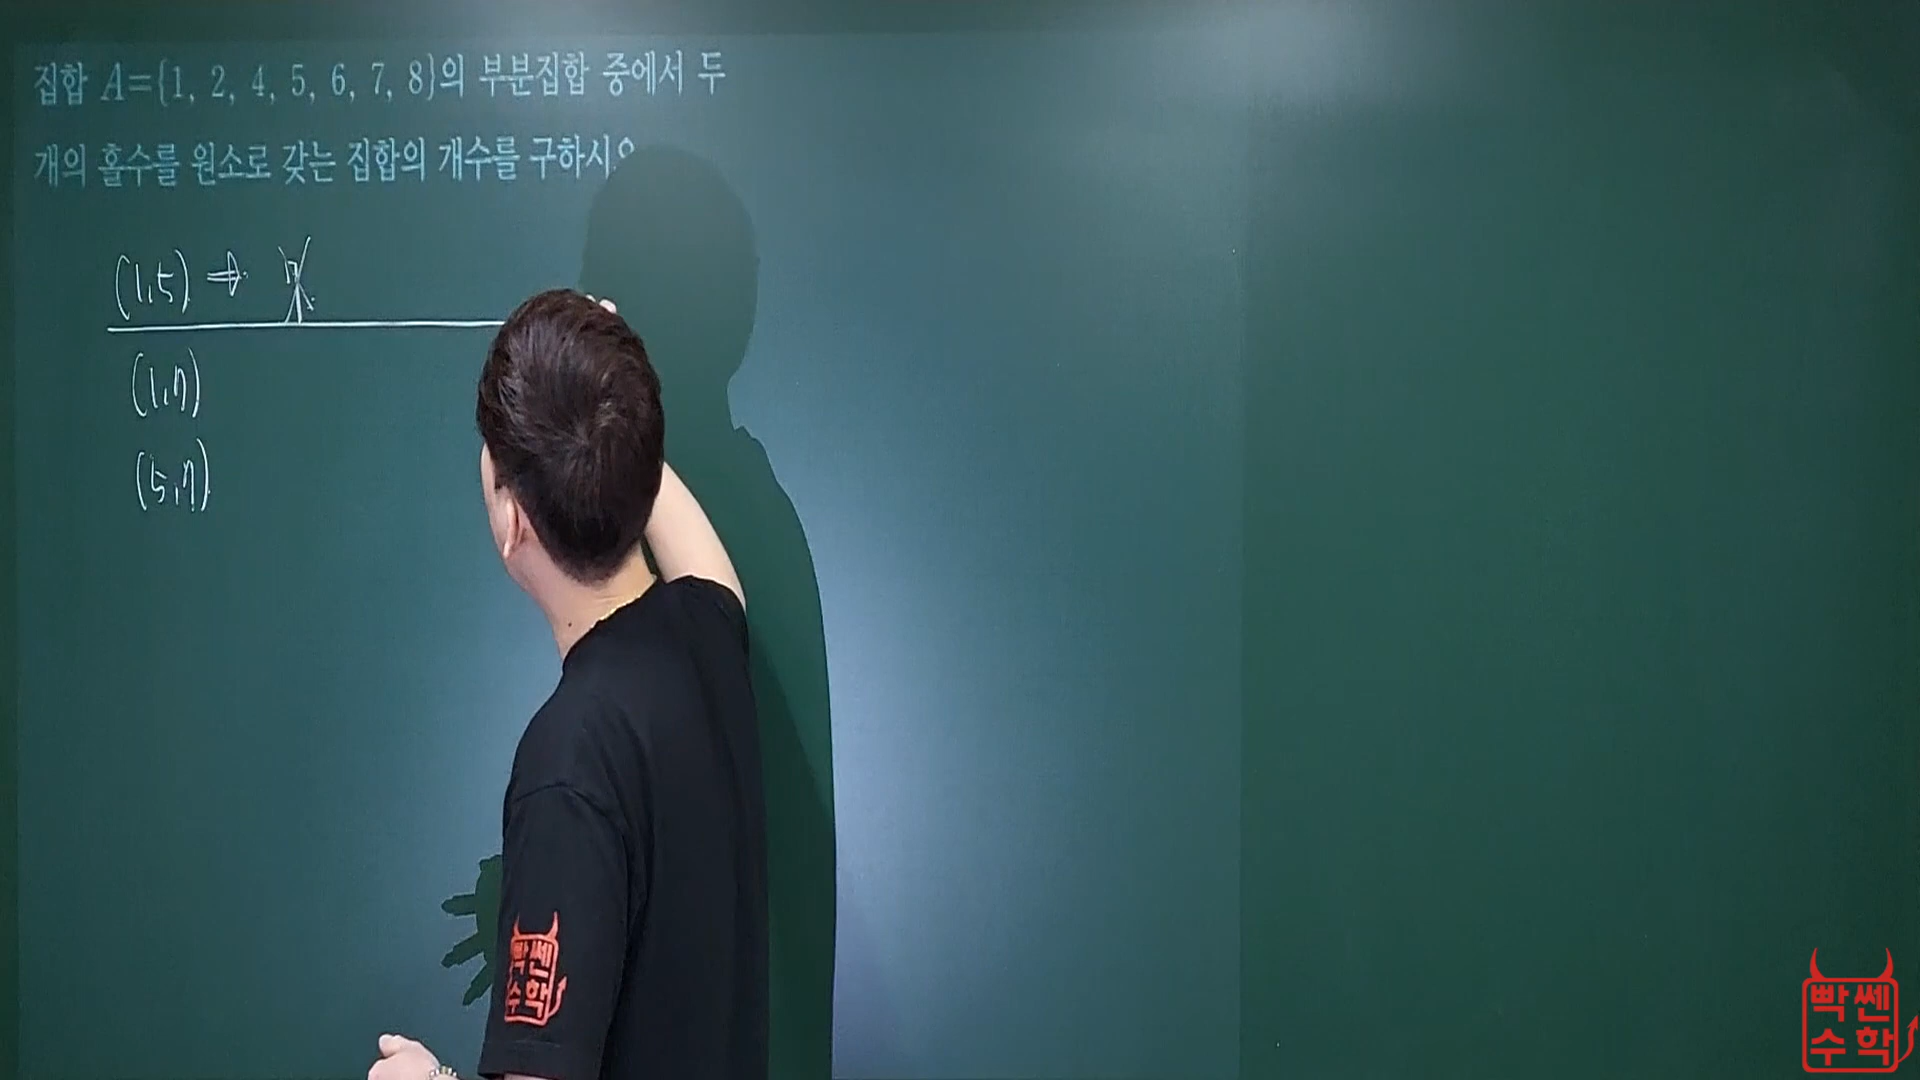 집합 A={1, 2, 4, 5, 6, 7, 8}의 부분집합 중에서 두
개의 홀수를 원소로 갖는 집합의 개수를 구하시오
(1,5) ⇒
(1,7)
(5,7)
빡쎈
수학
빡쎈
수학